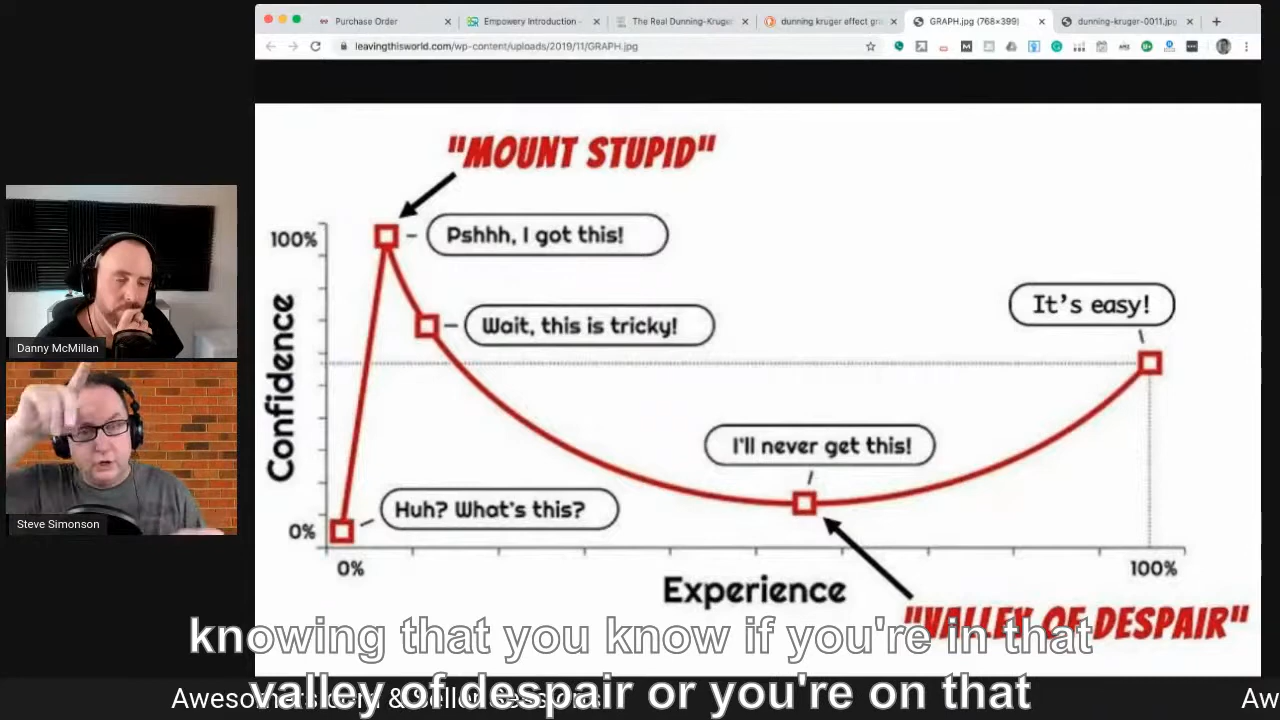 Purchase Order
Empowery Introduction -
The Real Dunning-Kruger
dunning kruger effect gra
GRAPH.jpg (768×399)
dunning-kruger-0011.jpg
leavingthisworld.com/wp-content/uploads/2019/11/GRAPH.jpg
"MOUNT STUPID"
100%
Pshhh, I got this!
It's easy!
Wait, this is tricky!
Confidence
I'll never get this!
Huh? What's this?
0%
0%
100%
Experience
"VALLEY OF DESPAIR"
Danny McMillan
Steve Simonson
knowing that you know if you're in that
valley of despair or you're on that
Aw